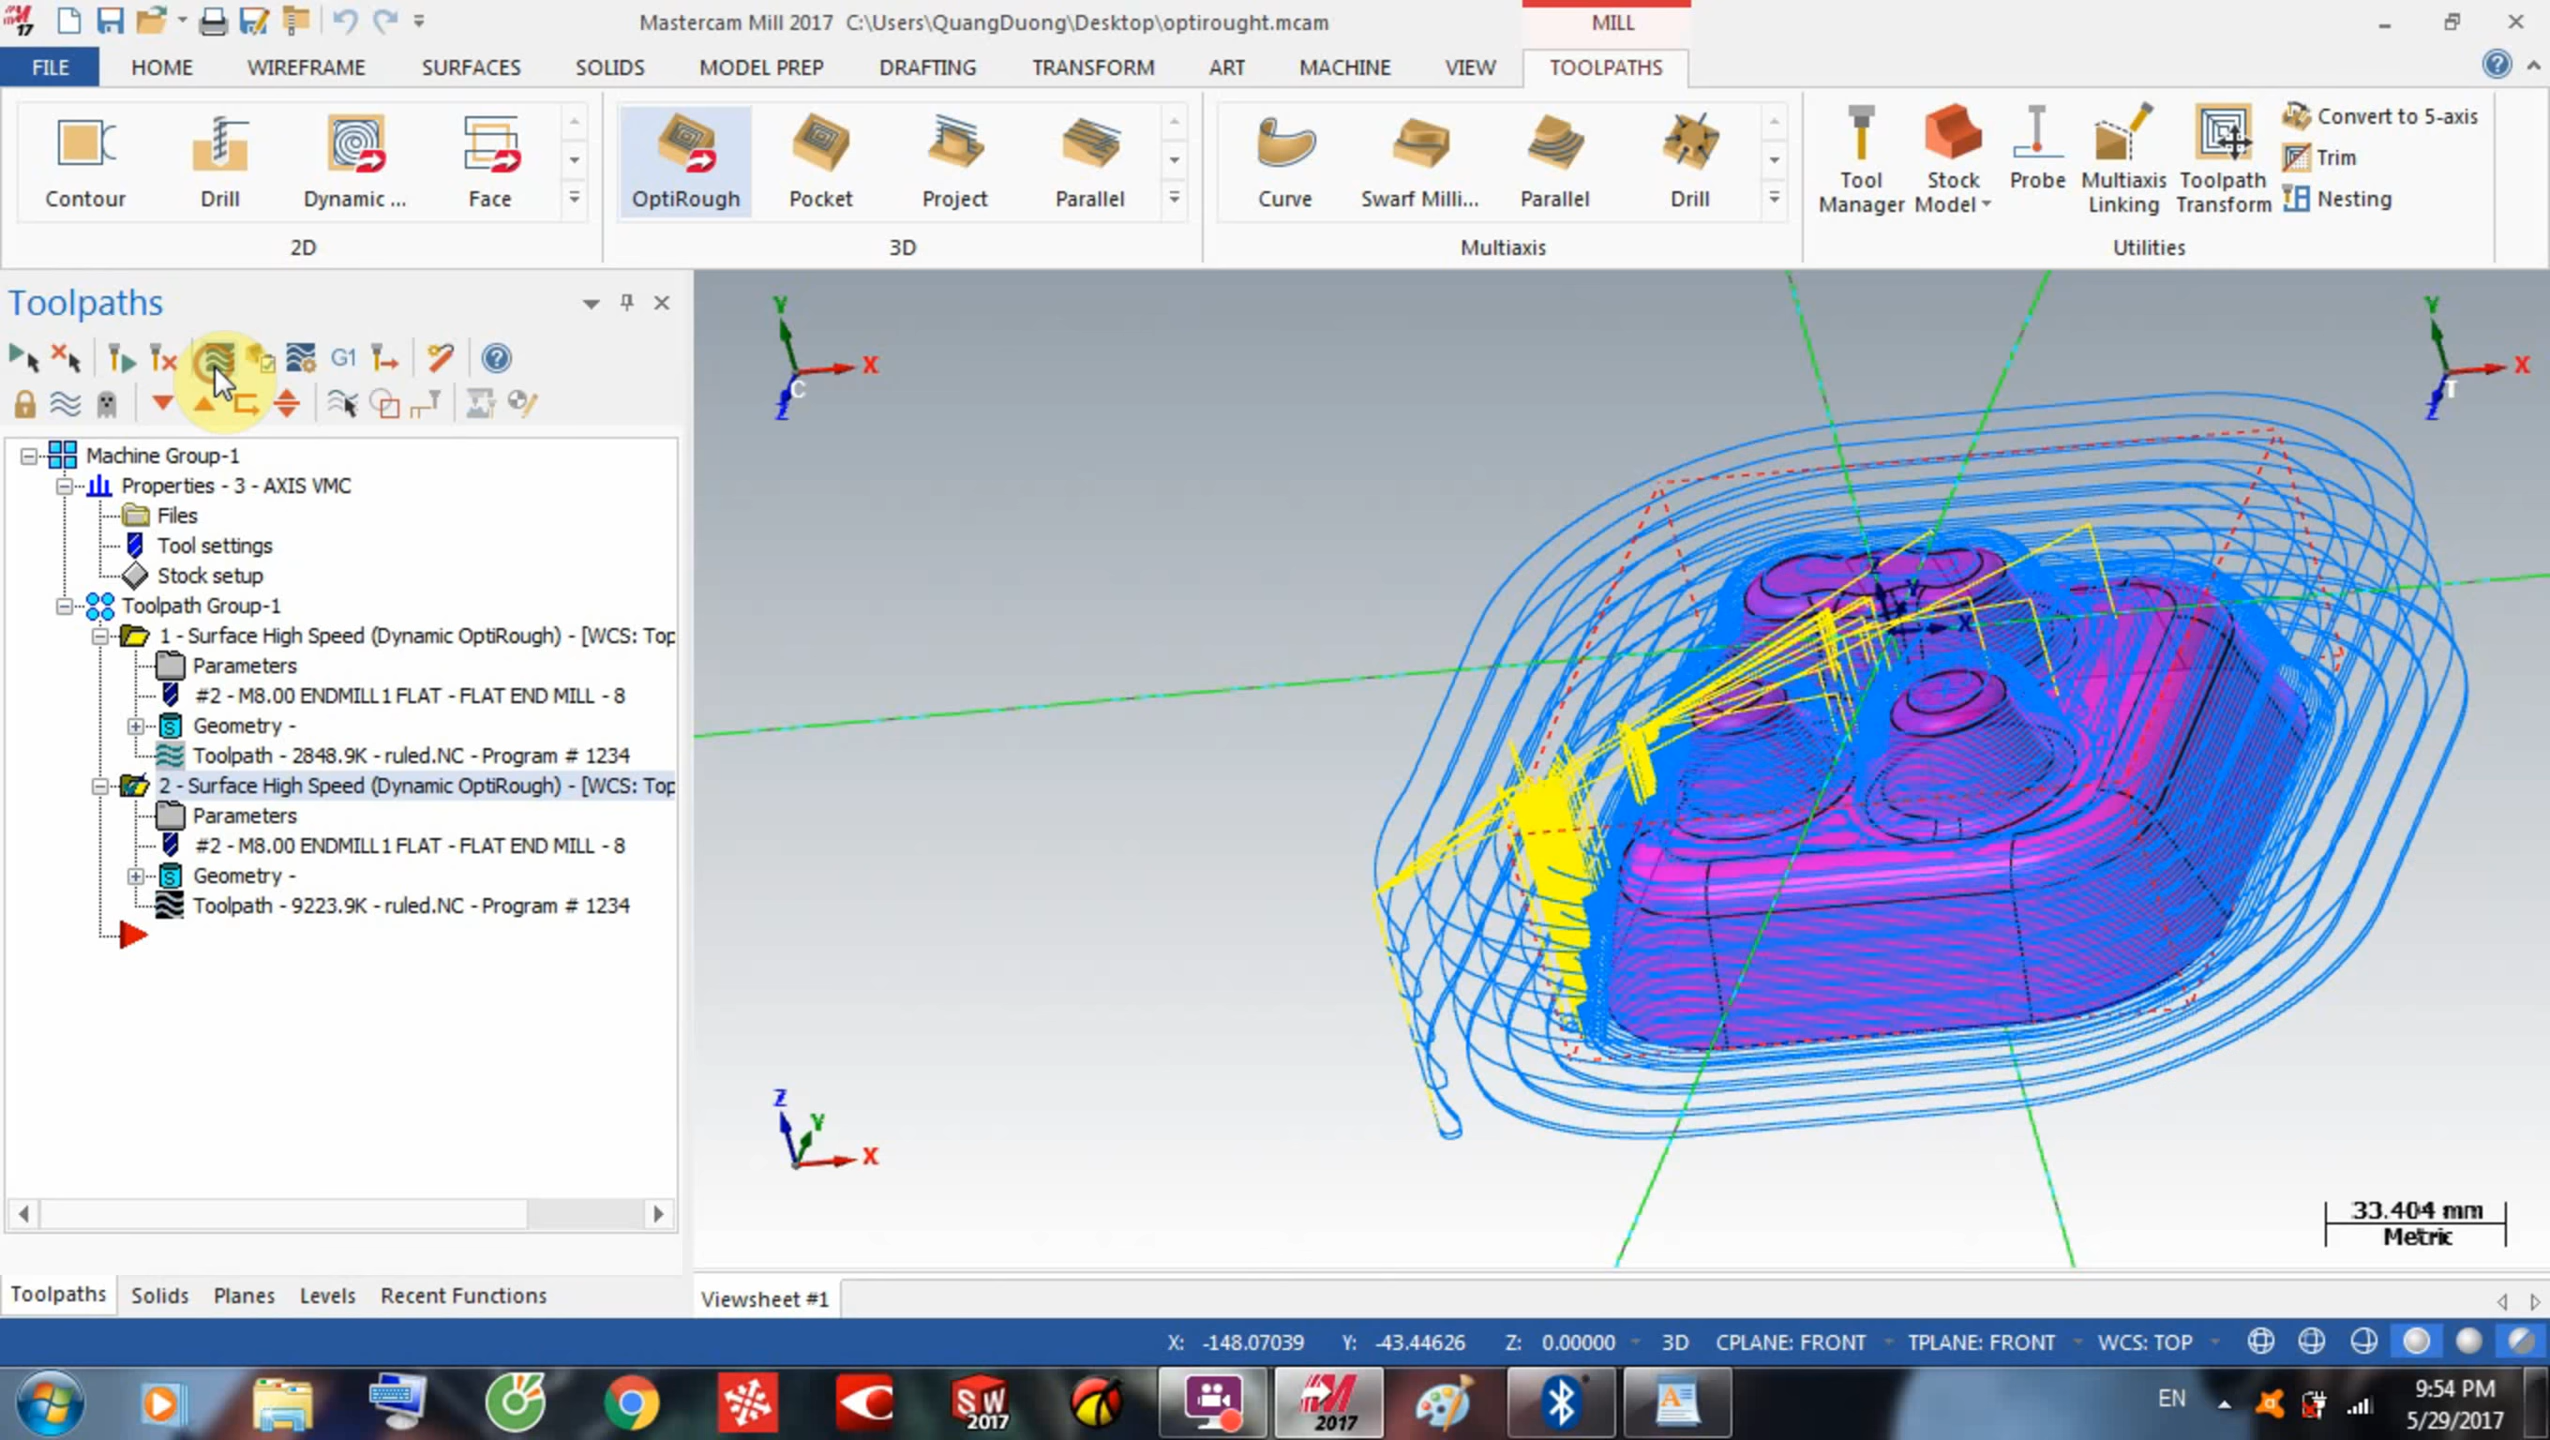 17
Mastercam Mill 2017 C:\Users\QuangDuong\Desktop\optirought.mcam
MILL
FILE HOME WIREFRAME SURFACES SOLIDS MODEL PREP DRAFTING TRANSFORM ART MACHINE VIEW TOOLPATHS
Contour Drill Dynamic ... Face
2D
OptiRough Pocket Project Parallel
3D
Curve Swarf Milli... Parallel Drill
Multiaxis
Tool Manager
Stock Model
Probe
Multiaxis Linking
Toolpath Transform
Convert to 5-axis
Trim
Nesting
Utilities
Toolpaths
G1
Machine Group-1
Properties - 3 - AXIS VMC
Files
Tool settings
Stock setup
Toolpath Group-1
1 - Surface High Speed (Dynamic OptiRough) - [WCS: Top
Parameters
#2 - M8.00 ENDMILL1 FLAT - FLAT END MILL - 8
Geometry -
Toolpath - 2848.9K - ruled.NC - Program # 1234
2 - Surface High Speed (Dynamic OptiRough) - [WCS: Top
Parameters
#2 - M8.00 ENDMILL1 FLAT - FLAT END MILL - 8
Geometry -
Toolpath - 9223.9K - ruled.NC - Program # 1234
Toolpaths Solids Planes Levels Recent Functions
Y
X
C
Z
Y
X
T
Z
Z
Y
X
Z
Y
X
33.404 mm
Metric
Viewsheet #1
X: -148.07039 Y: -43.44626 Z: 0.00000 3D CPLANE: FRONT TPLANE: FRONT WCS: TOP
SW
2017
2017
EN
9:54 PM
5/29/2017